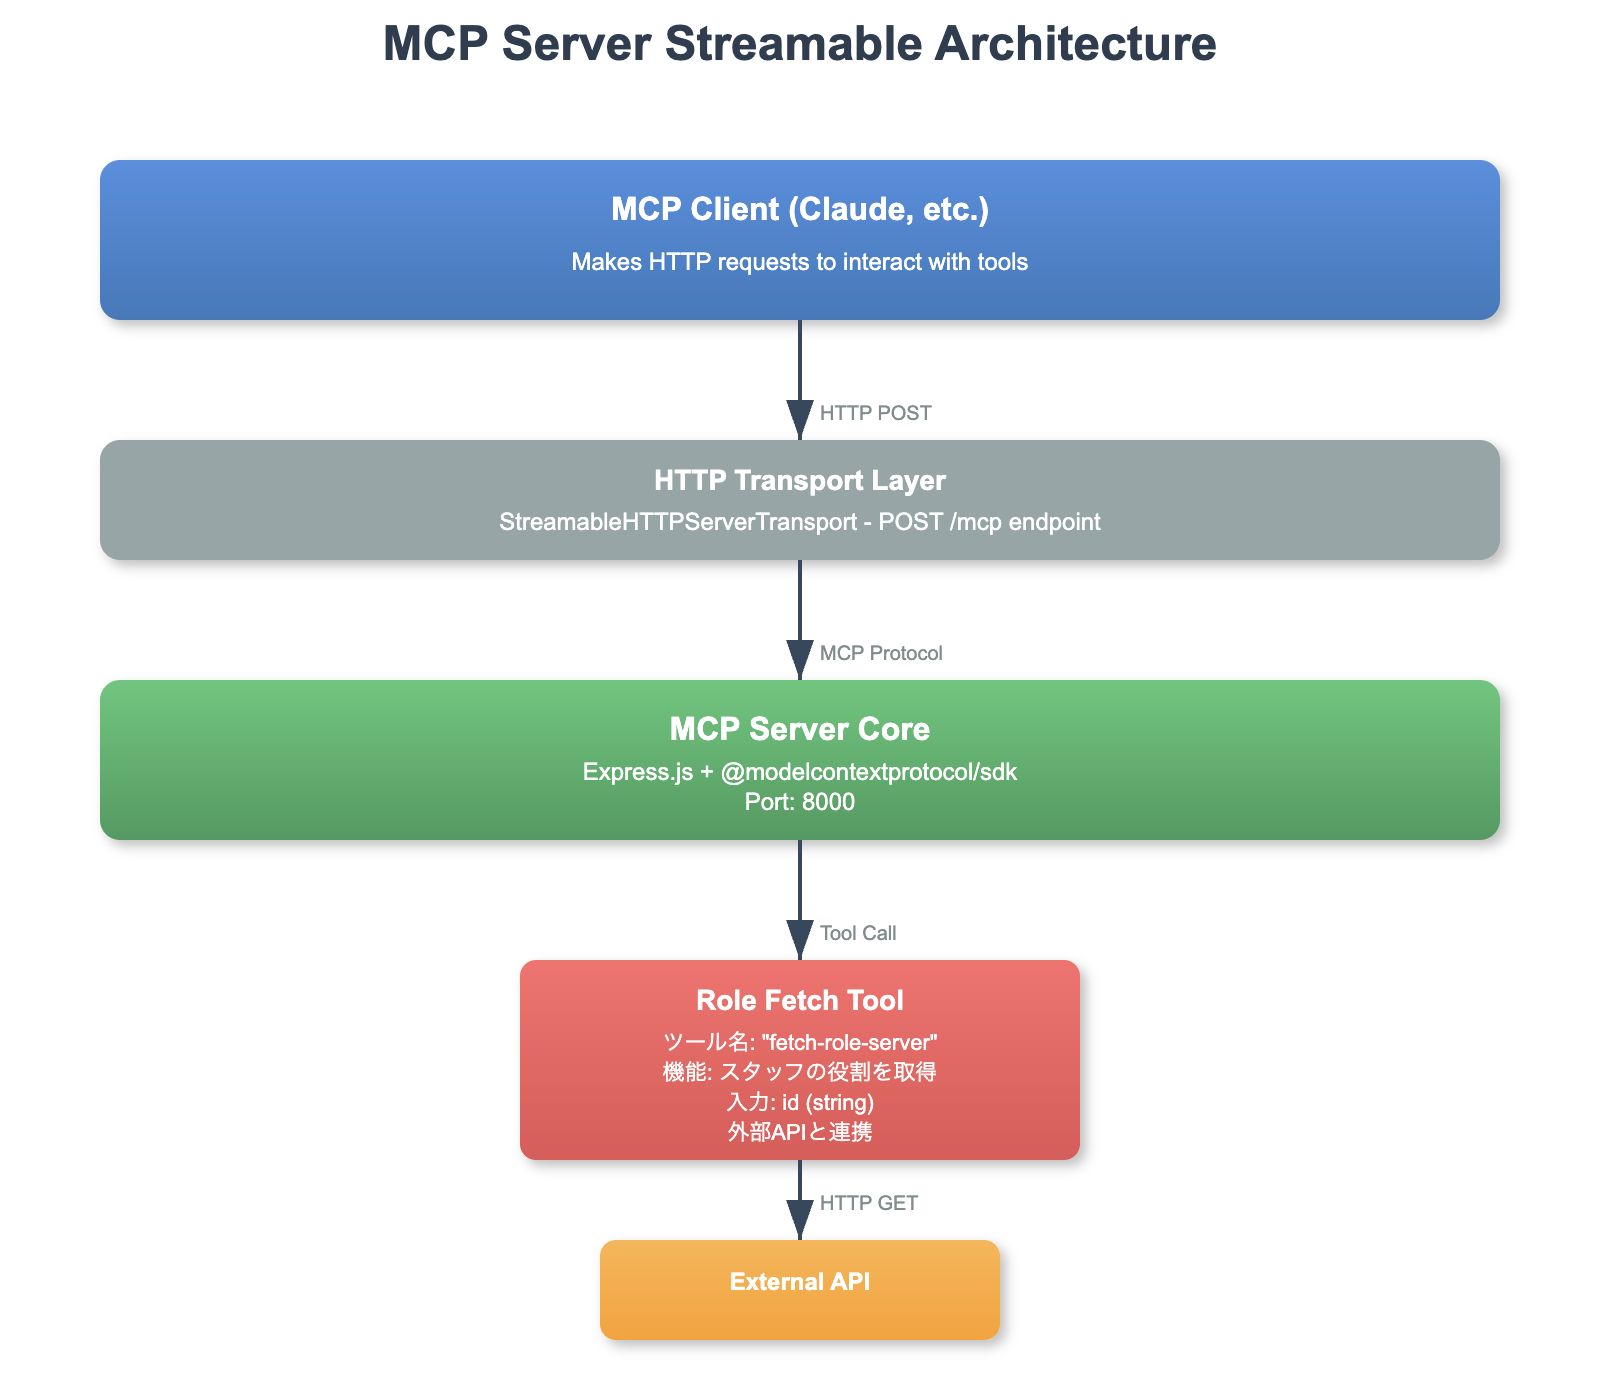 MCP Server Streamable Architecture
MCP Client (Claude, etc.)
Makes HTTP requests to interact with tools
HTTP POST
HTTP Transport Layer
StreamableHTTPServerTransport - POST /mcp endpoint
MCP Protocol
MCP Server Core
Express.js + @modelcontextprotocol/sdk
Port: 8000
Tool Call
Role Fetch Tool
ツール名: "fetch-role-server"
機能: スタッフの役割を取得
入力: id (string)
外部APIと連携
HTTP GET
External API